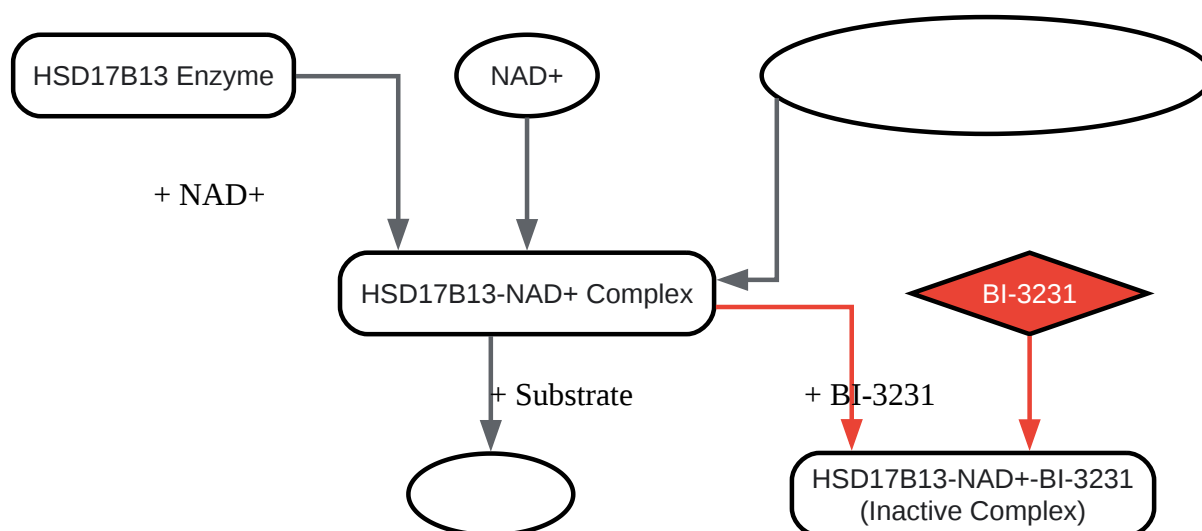 HSD17B13 Enzyme
NAD+
+ NAD+
HSD17B13-NAD+ Complex
BI-3231
+ Substrate
+ BI-3231
HSD17B13-NAD+-BI-3231
(Inactive Complex)